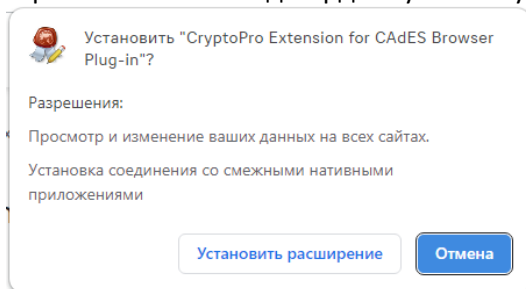 Установить "CryptoPro Extension for CAdES Browser
Plug-in"?
Разрешения:
Просмотр и изменение ваших данных на всех сайтах.
Установка соединения со смежными нативными
приложениями
Установить расширение
Отмена